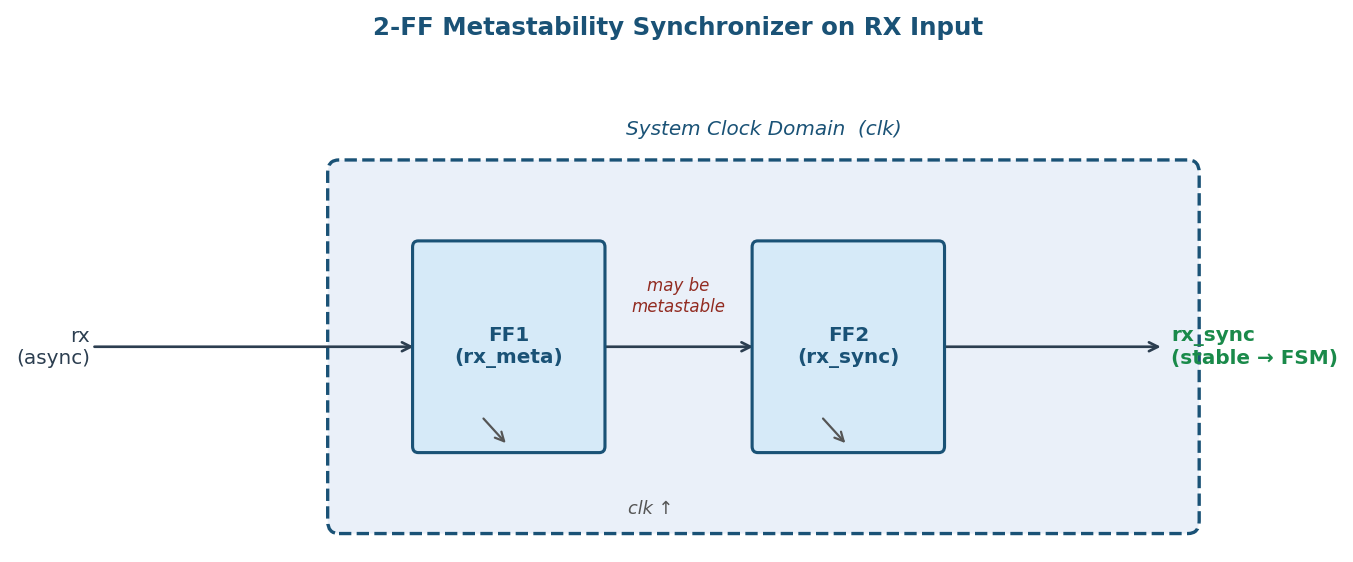 2-FF Metastability Synchronizer on RX Input
System Clock Domain (clk)
rx
(async)
FF1
(rx_meta)
may be
metastable
FF2
(rx_sync)
rx_sync
(stable → FSM)
clk ↑